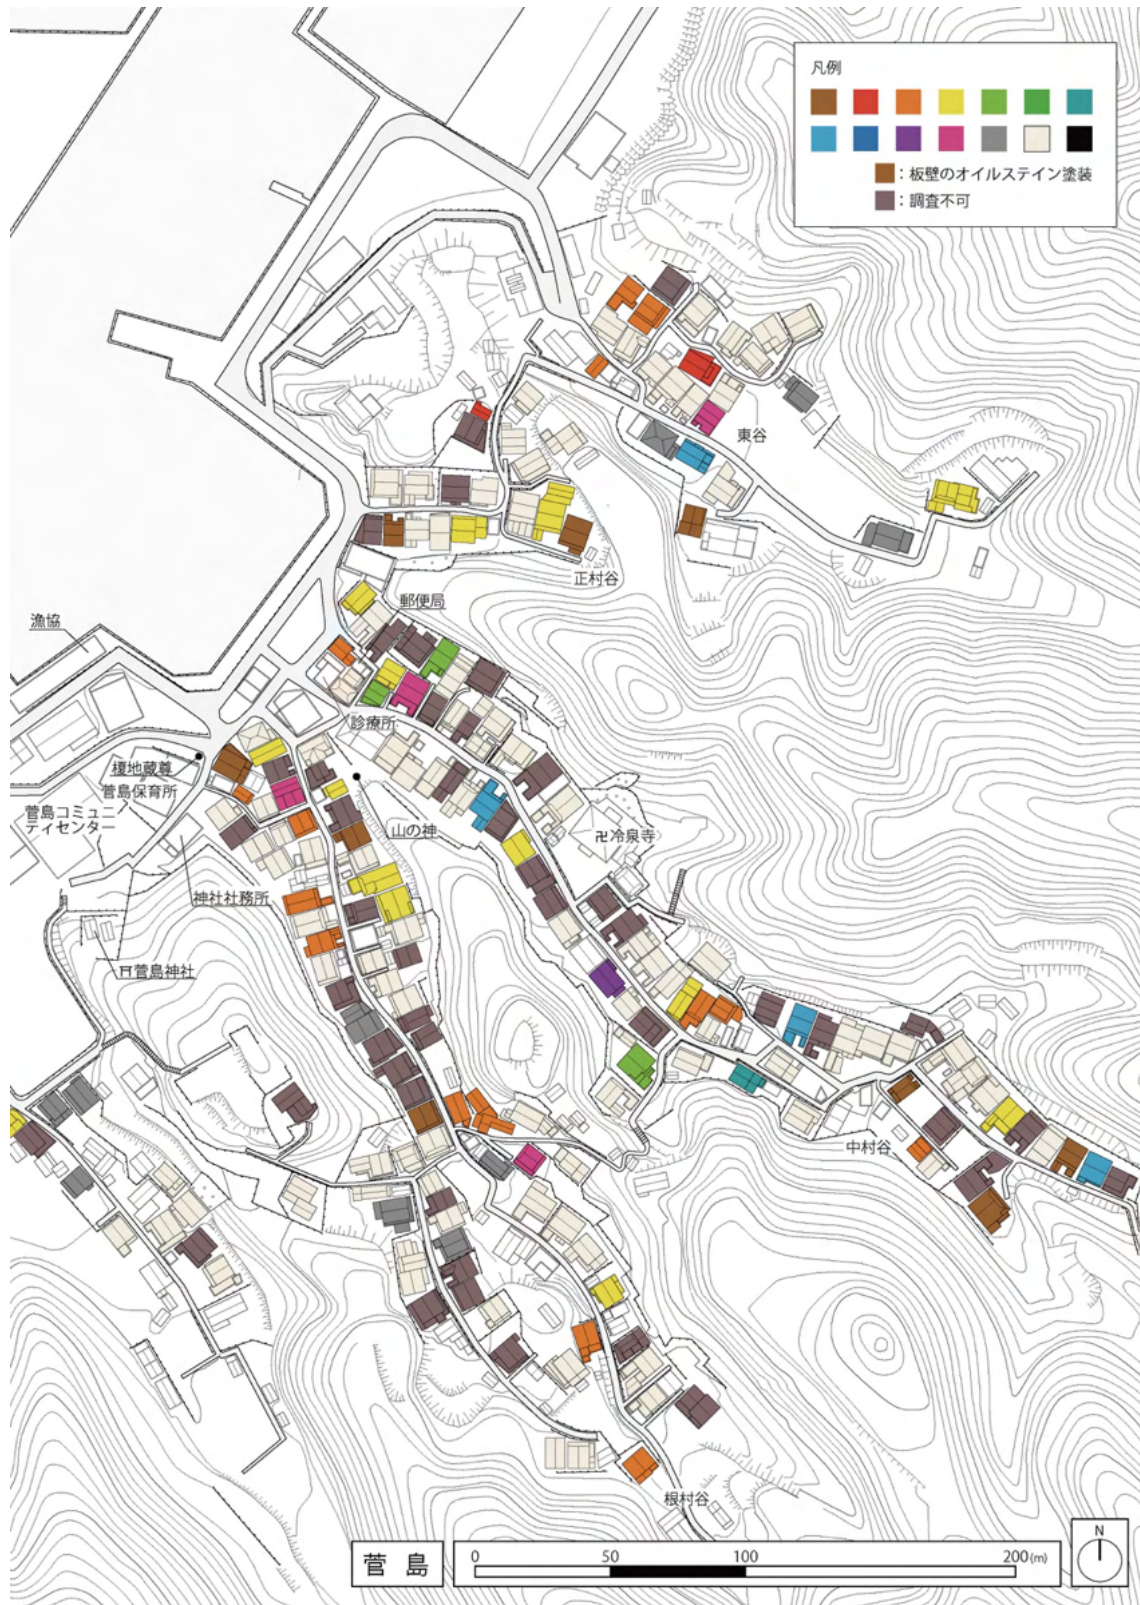 凡例
：板壁のオイルステイン塗装
：調査不可
東谷
正村谷
郵便局
漁協
診療所
榎地蔵尊
菅島保育所
菅島コミュニ
ティセンター
山の神
卍冷泉寺
神社社務所
菅島神社
中村谷
根村谷
N
菅 島
0 50 100 200(m)